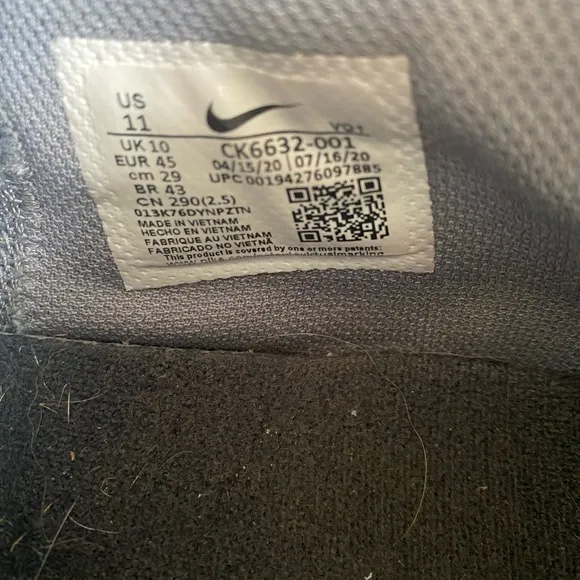 US
11
UK 10
EUR 45
cm 29
BR 43
CN 290(2.5)
013K76DYNPZTN
VO1
CK6632-001
04/15/20 07/16/20
UPC 00194276097885
MADE IN VIETNAM
HECHO EN VIETNAM
FABRIQUE AU VIETNAM
FABRICADO NO VIETNÃ
This product is covered by one or more patents: